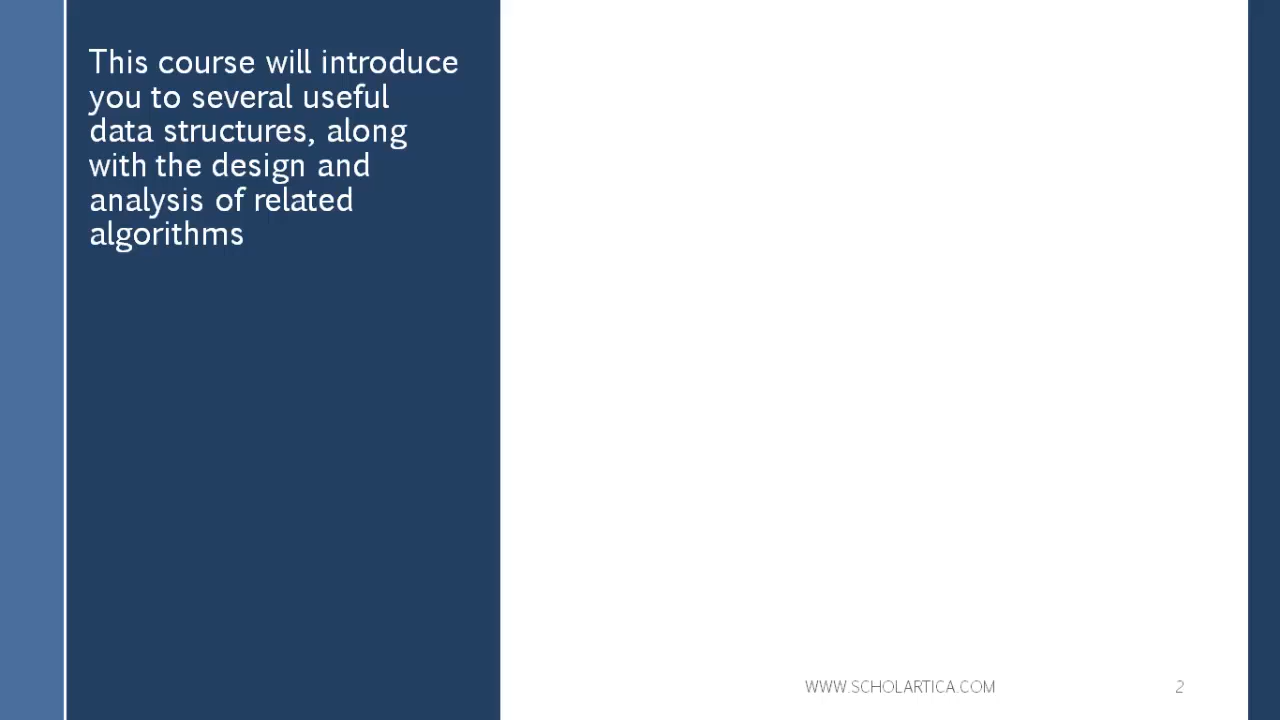 This course will introduce
you to several useful
data structures, along
with the design and
analysis of related
algorithms
WWW.SCHOLARTICA.COM
2